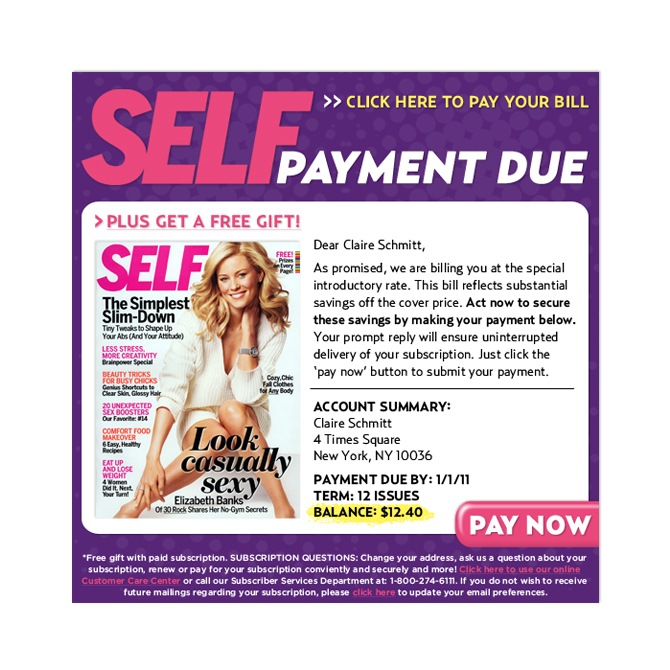 SELF
>> CLICK HERE TO PAY YOUR BILL
PAYMENT DUE
> PLUS GET A FREE GIFT!
SELF
FREE!
Prizes
on Every
Page!
The Simplest
Slim-Down
Tiny Tweaks to Shape Up
Your Abs (And Your Attitude)
LESS STRESS,
MORE CREATIVITY
Brainpower Special
BEAUTY TRICKS
FOR BUSY CHICKS
Genius Shortcuts to
Clear Skin, Glossy Hair
20 UNEXPECTED
SEX BOOSTERS
Our Favorite: #14
COMFORT FOOD
MAKEOVER
6 Easy, Healthy
Recipes
EAT UP
AND LOSE
WEIGHT
4 Women
Did It. Next,
Your Turn!
Cozy, Chic
Fall Clothes
for Any Body
Look
casually
sexy
Elizabeth Banks
Of 30 Rock Shares Her No-Gym Secrets
Dear Claire Schmitt,
As promised, we are billing you at the special
introductory rate. This bill reflects substantial
savings off the cover price. Act now to secure
these savings by making your payment below.
Your prompt reply will ensure uninterrupted
delivery of your subscription. Just click the
'pay now' button to submit your payment.
ACCOUNT SUMMARY:
Claire Schmitt
4 Times Square
New York, NY 10036
PAYMENT DUE BY: 1/1/11
TERM: 12 ISSUES
BALANCE: $12.40
PAY NOW
*Free gift with paid subscription. SUBSCRIPTION QUESTIONS: Change your address, ask us a question about your
subscription, renew or pay for your subscription conviently and securely and more! Click here to use our online
Customer Care Center or call our Subscriber Services Department at: 1-800-274-6111. If you do not wish to receive
future mailings regarding your subscription, please click here to update your email preferences.